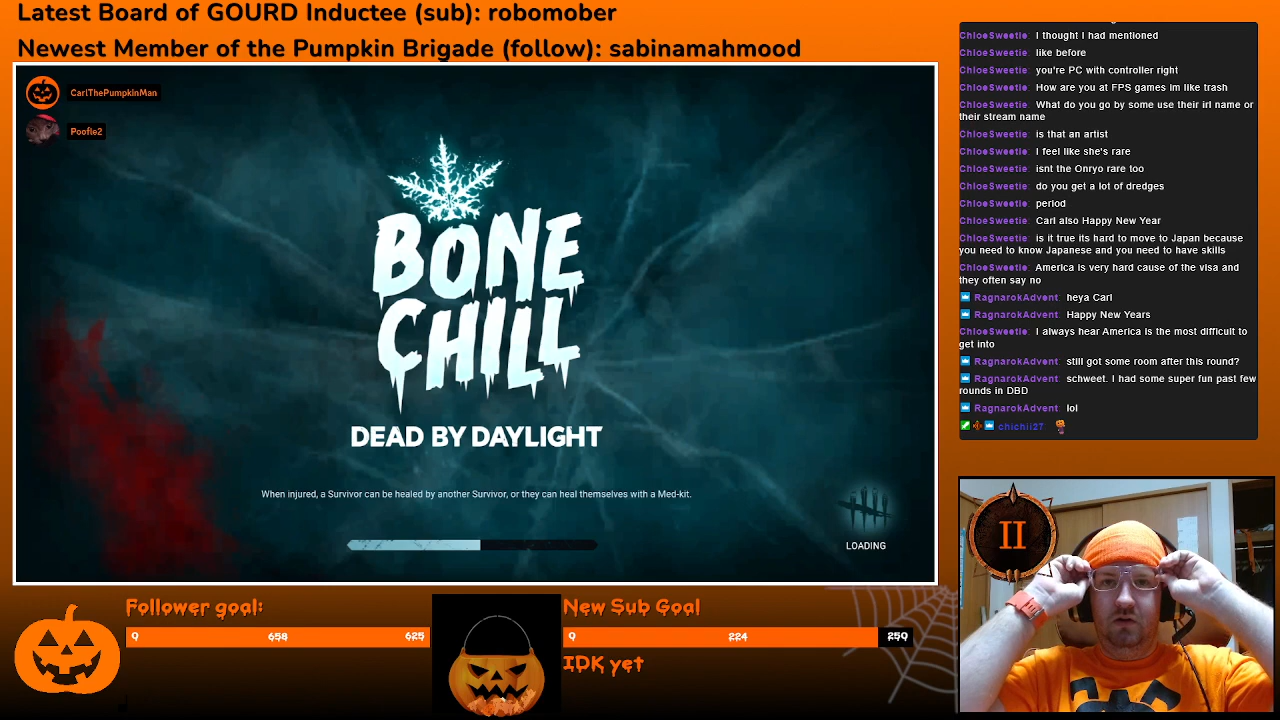 Latest Board of GOURD Inductee (sub): robomober
Newest Member of the Pumpkin Brigade (follow): sabinamahmood
CarlThePumpkinMan
Poofle2
BONE
CHILL
DEAD BY DAYLIGHT
When injured, a Survivor can be healed by another Survivor, or they can heal themselves with a Med-kit.
LOADING
ChloeSweetie: I thought I had mentioned
ChloeSweetie: like before
ChloeSweetie: you're PC with controller right
ChloeSweetie: How are you at FPS games im like trash
ChloeSweetie: What do you go by some use their irl name or
their stream name
ChloeSweetie: is that an artist
ChloeSweetie: I feel like she's rare
ChloeSweetie: isnt the Onryo rare too
ChloeSweetie: do you get a lot of dredges
ChloeSweetie: period
ChloeSweetie: Carl also Happy New Year
ChloeSweetie: is it true its hard to move to Japan because
you need to know Japanese and you need to have skills
ChloeSweetie: America is very hard cause of the visa and
they often say no
RagnarokAdvent: heya Carl
RagnarokAdvent: Happy New Years
ChloeSweetie: I always hear America is the most difficult to
get into
RagnarokAdvent: still got some room after this round?
RagnarokAdvent: schweet. I had some super fun past few
rounds in DBD
RagnarokAdvent: lol
chichii27:
II
Follower goal:
0 658 625
New Sub Goal
0 224 250
IDK yet